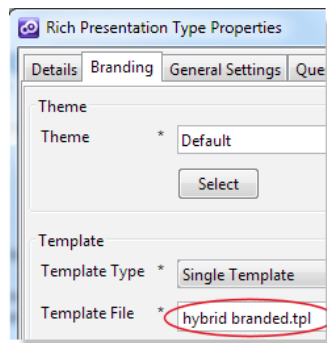 Rich Presentation Type Properties
Details Branding General Settings Que
Theme
Theme * Default
Select
Template
Template Type * Single Template
Template File * hybrid branded.tpl